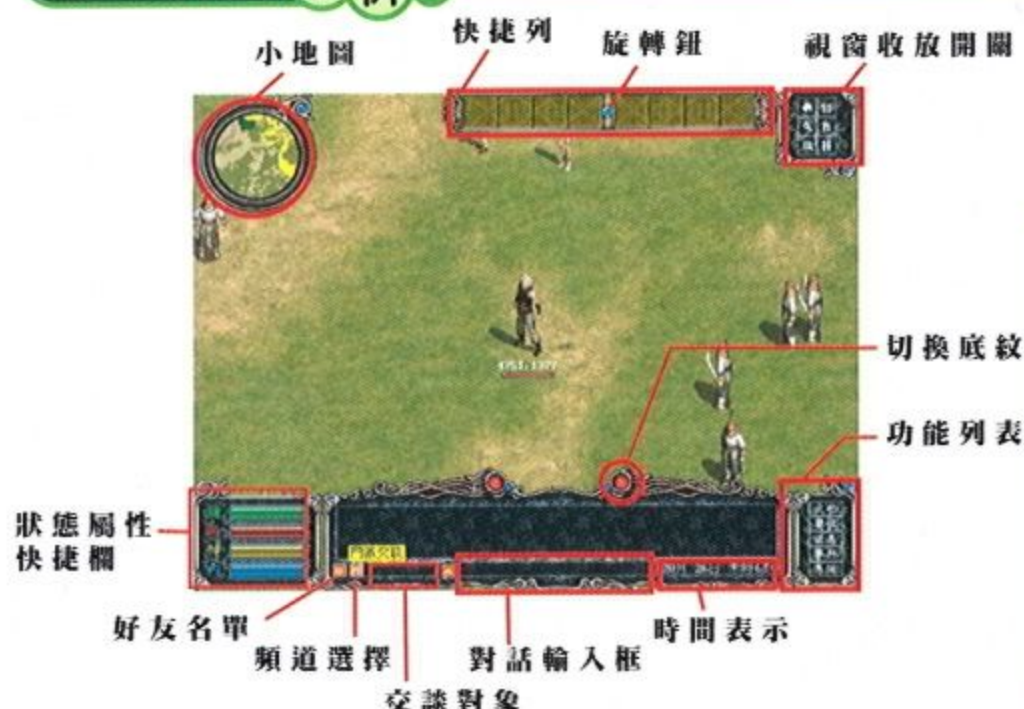 小地圖
快捷列
旋轉鈕
視窗收放開關
切換底紋
功能列表
狀態屬性
快捷欄
好友名單
頻道選擇
交談對象
對話輸入框
時間表示